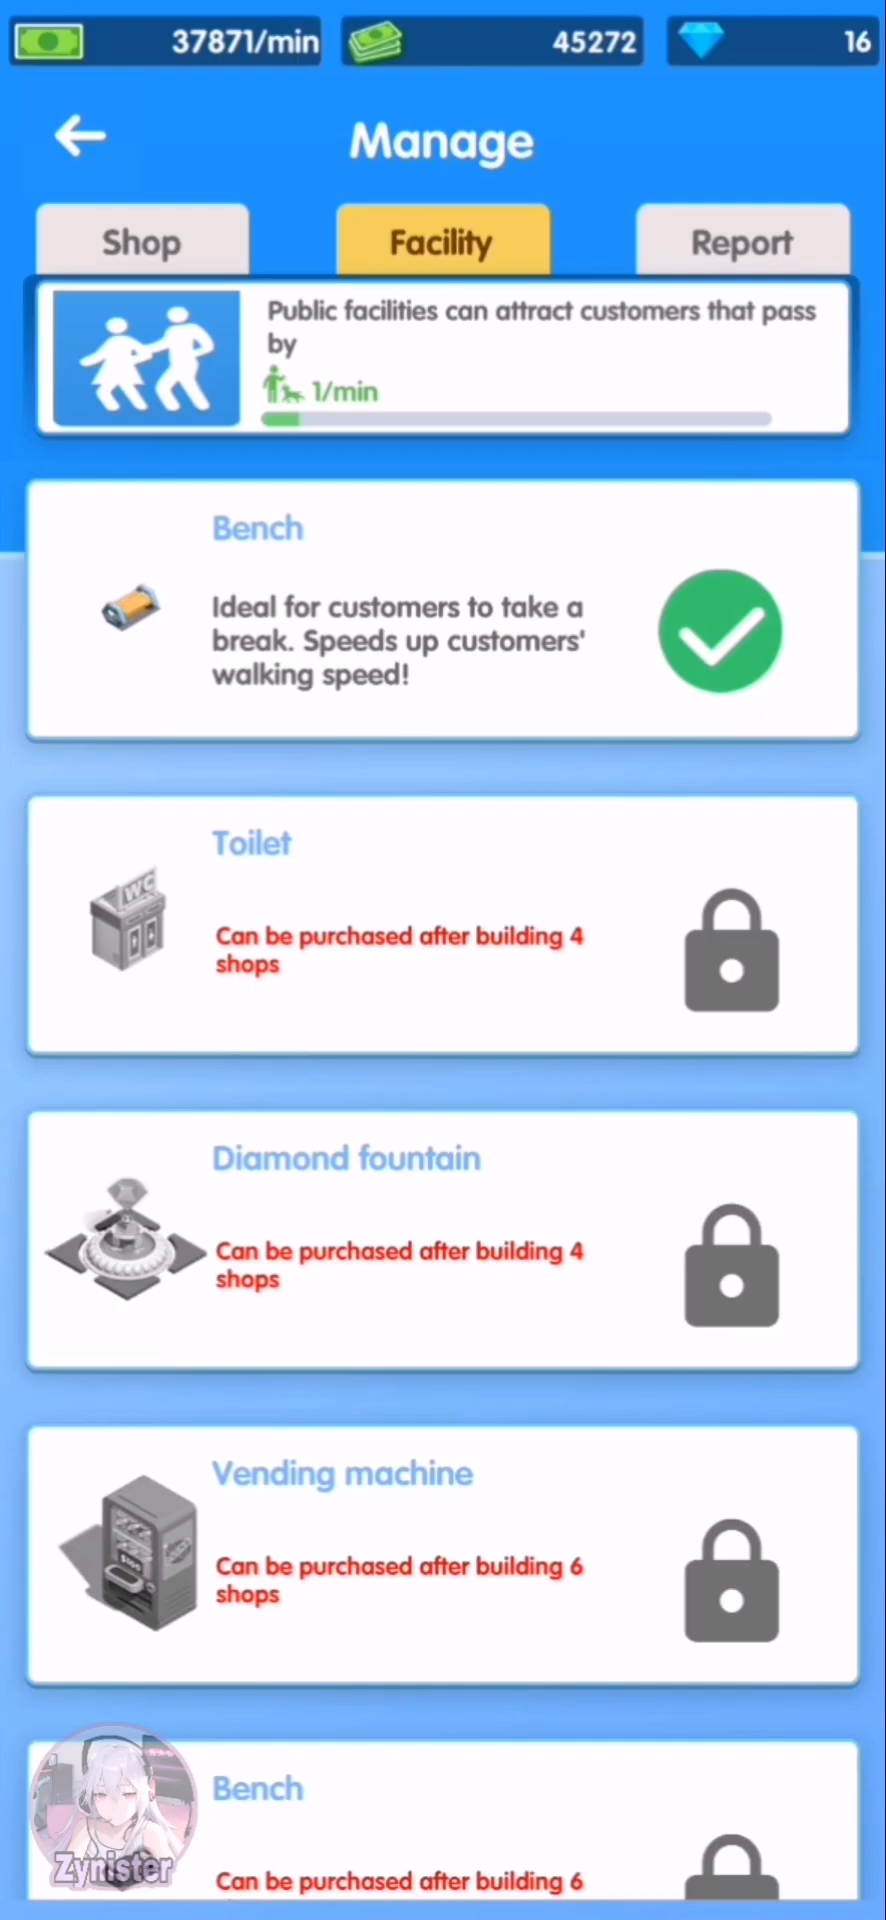 37871/min 45272 16
Manage
Shop Facility Report
Public facilities can attract customers that pass
by
1/min
Bench
Ideal for customers to take a
break. Speeds up customers'
walking speed!
Toilet
WC
Can be purchased after building 4
shops
Diamond fountain
Can be purchased after building 4
shops
Vending machine
Can be purchased after building 6
shops
Bench
Zynister
Can be purchased after building 6